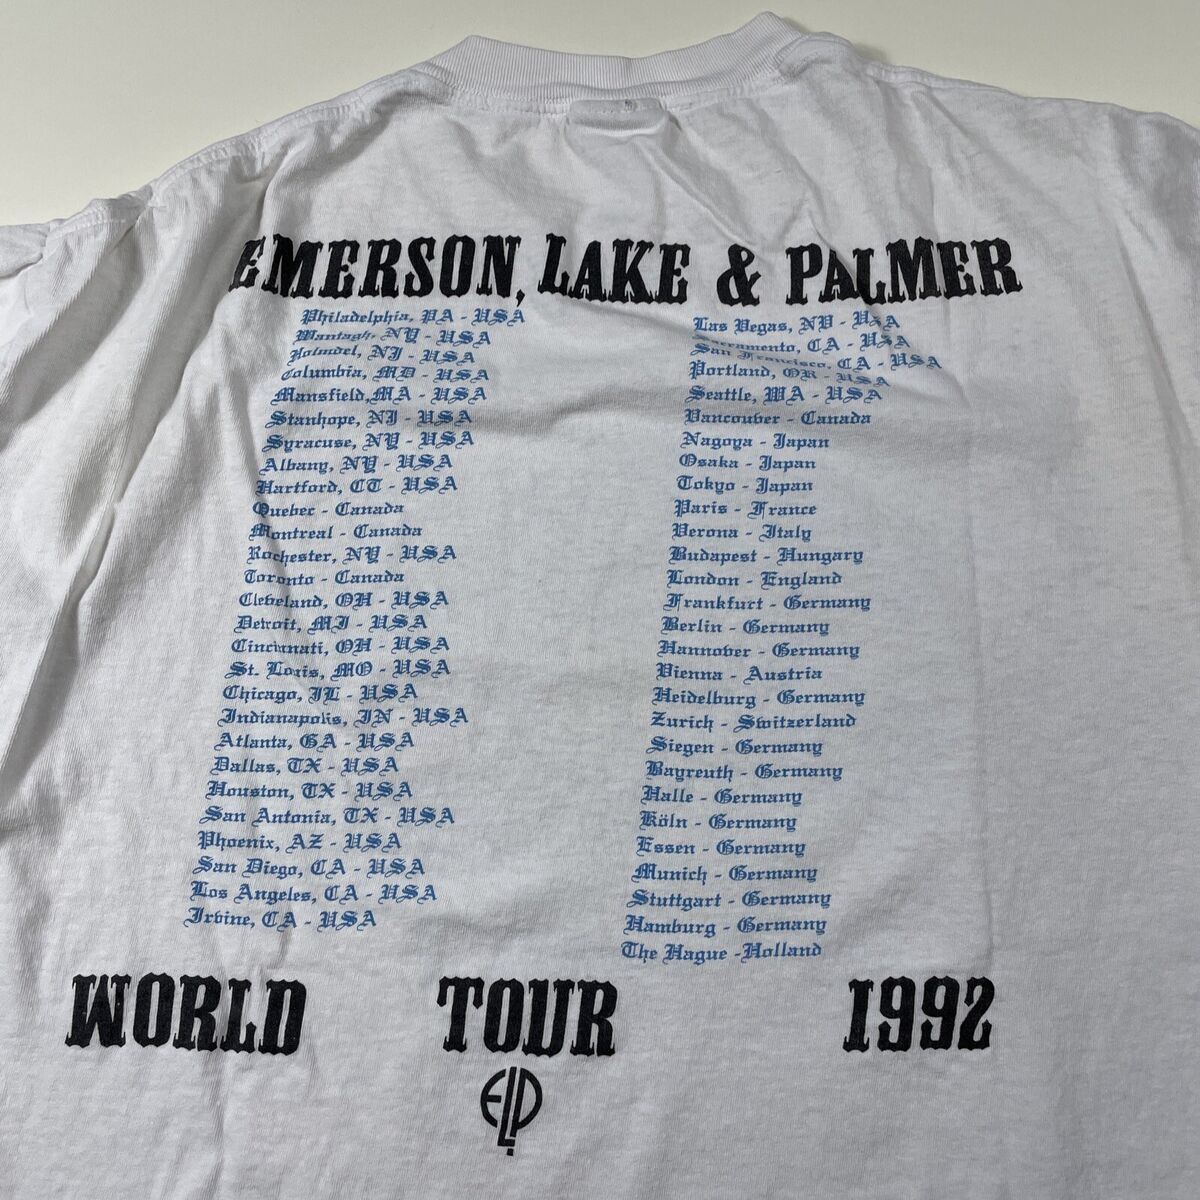 EMERSON, LAKE & PALMER
Philadelphia, PA - USA
Wantagh, NY - USA
Holmdel, NJ - USA
Columbia, MD - USA
Mansfield,MA - USA
Stanhope, NJ - USA
Syracuse, NY - USA
Albany, NY - USA
Hartford, CT - USA
Quebec - Canada
Montreal - Canada
Rochester, NY - USA
Toronto - Canada
Cleveland, OH - USA
Detroit, MI - USA
Cincinnati, OH - USA
St. Louis, MO - USA
Chicago, IL - USA
Indianapolis, IN - USA
Atlanta, GA - USA
Dallas, TX - USA
Houston, TX - USA
San Antonia, TX - USA
Phoenix, AZ - USA
San Diego, CA - USA
Los Angeles, CA - USA
Irvine, CA - USA
Las Vegas, NV - USA
Sacramento, CA - USA
San Francisco, CA - USA
Portland, OR - USA
Seattle, WA - USA
Vancouver - Canada
Nagoya - Japan
Osaka - Japan
Tokyo - Japan
Paris - France
Verona - Italy
Budapest - Hungary
London - England
Frankfurt - Germany
Berlin - Germany
Hannover - Germany
Vienna - Austria
Heidelburg - Germany
Zurich - Switzerland
Siegen - Germany
Bayreuth - Germany
Halle - Germany
Köln - Germany
Essen - Germany
Munich - Germany
Stuttgart - Germany
Hamburg - Germany
The Hague -Holland
WORLD TOUR 1992
ELP